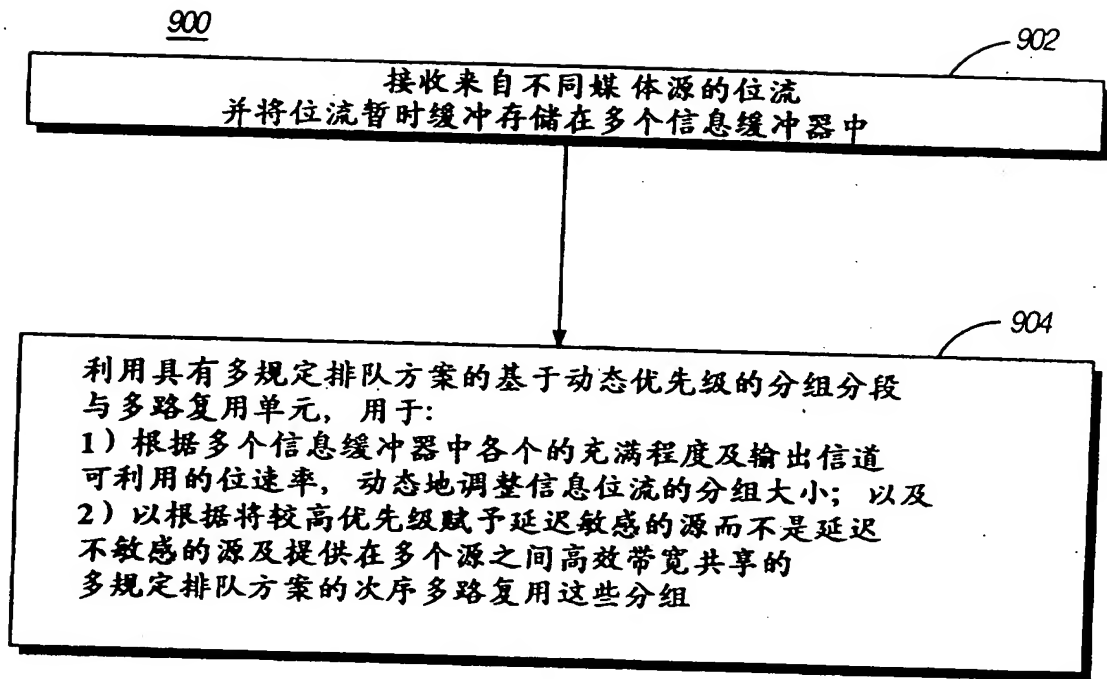 900
902
接收来自不同媒体源的位流
并将位流暂时缓冲存储在多个信息缓冲器中
904
利用具有多规定排队方案的基于动态优先级的分组分段
与多路复用单元，用于：
1）根据多个信息缓冲器中各个的充满程度及输出信道
可利用的位速率，动态地调整信息位流的分组大小；以及
2）以根据将较高优先级赋予延迟敏感的源而不是延迟
不敏感的源及提供在多个源之间高效带宽共享的
多规定排队方案的次序多路复用这些分组